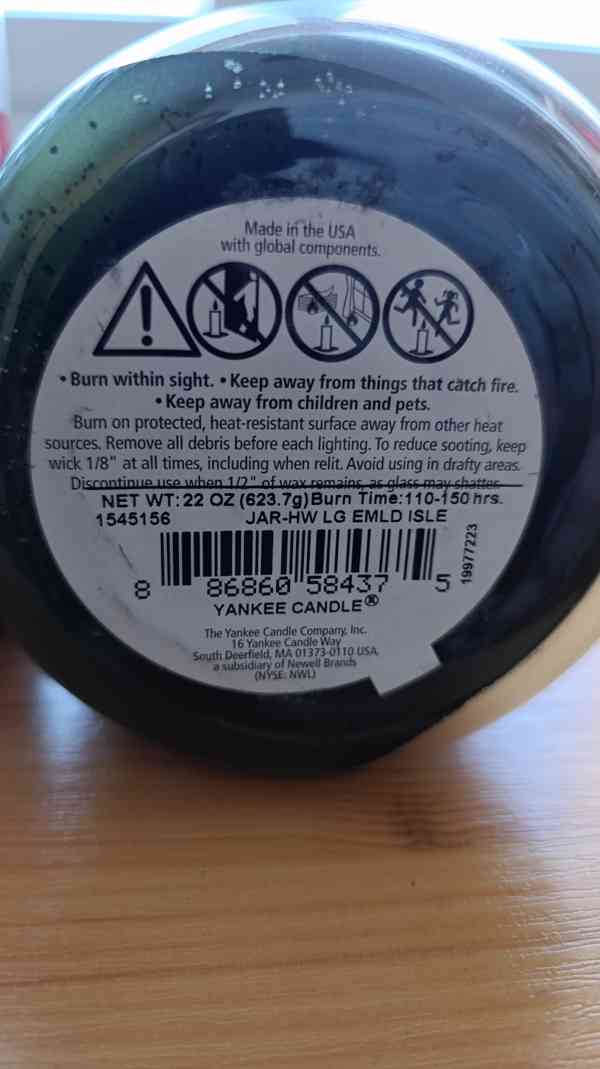 Made in the USA
with global components.
• Burn within sight. • Keep away from things that catch fire.
• Keep away from children and pets.
Burn on protected, heat-resistant surface away from other heat
sources. Remove all debris before each lighting. To reduce sooting, keep
wick 1/8" at all times, including when relit. Avoid using in drafty areas.
Discontinue use when 1/2" of wax remains, as glass may shatter.
NET WT: 22 OZ (623.7g) Burn Time:110-150 hrs.
1545156 JAR-HW LG EMLD ISLE
19977223
8 86860 58437 5
YANKEE CANDLE®
The Yankee Candle Company, Inc.
16 Yankee Candle Way
South Deerfield, MA 01373-0110 USA
a subsidiary of Newell Brands
(NYSE: NWL)